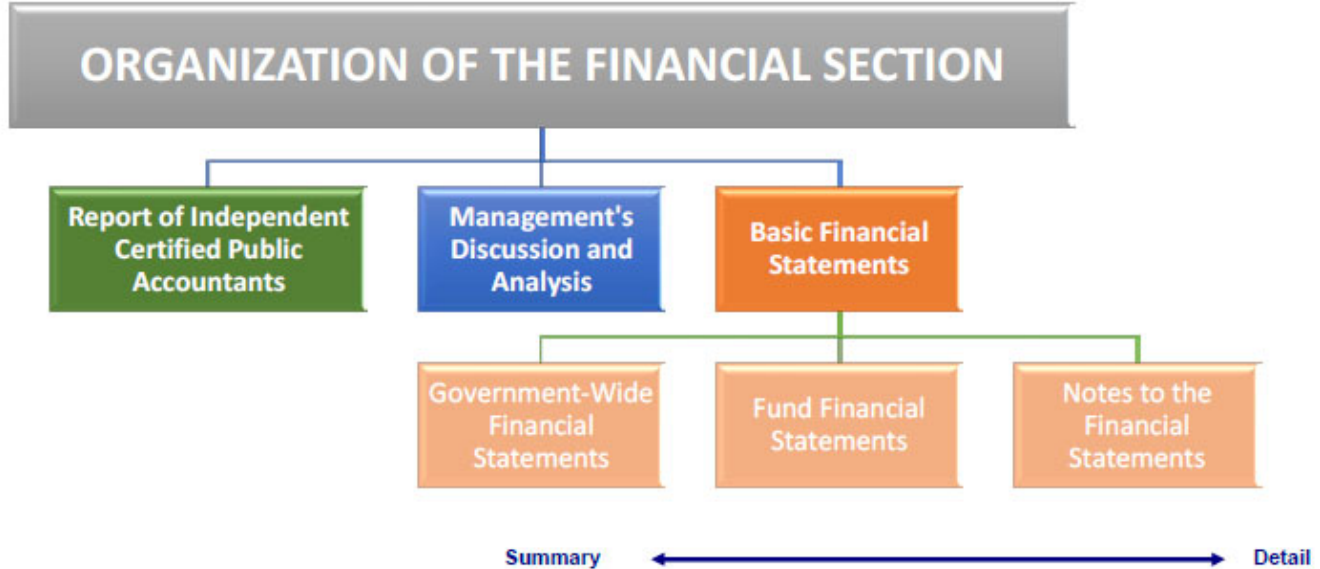 ORGANIZATION OF THE FINANCIAL SECTION
Report of Independent
Certified Public
Accountants
Management's
Discussion and
Analysis
Basic Financial
Statements
Government-Wide
Financial
Statements
Fund Financial
Statements
Notes to the
Financial
Statements
Summary
Detail